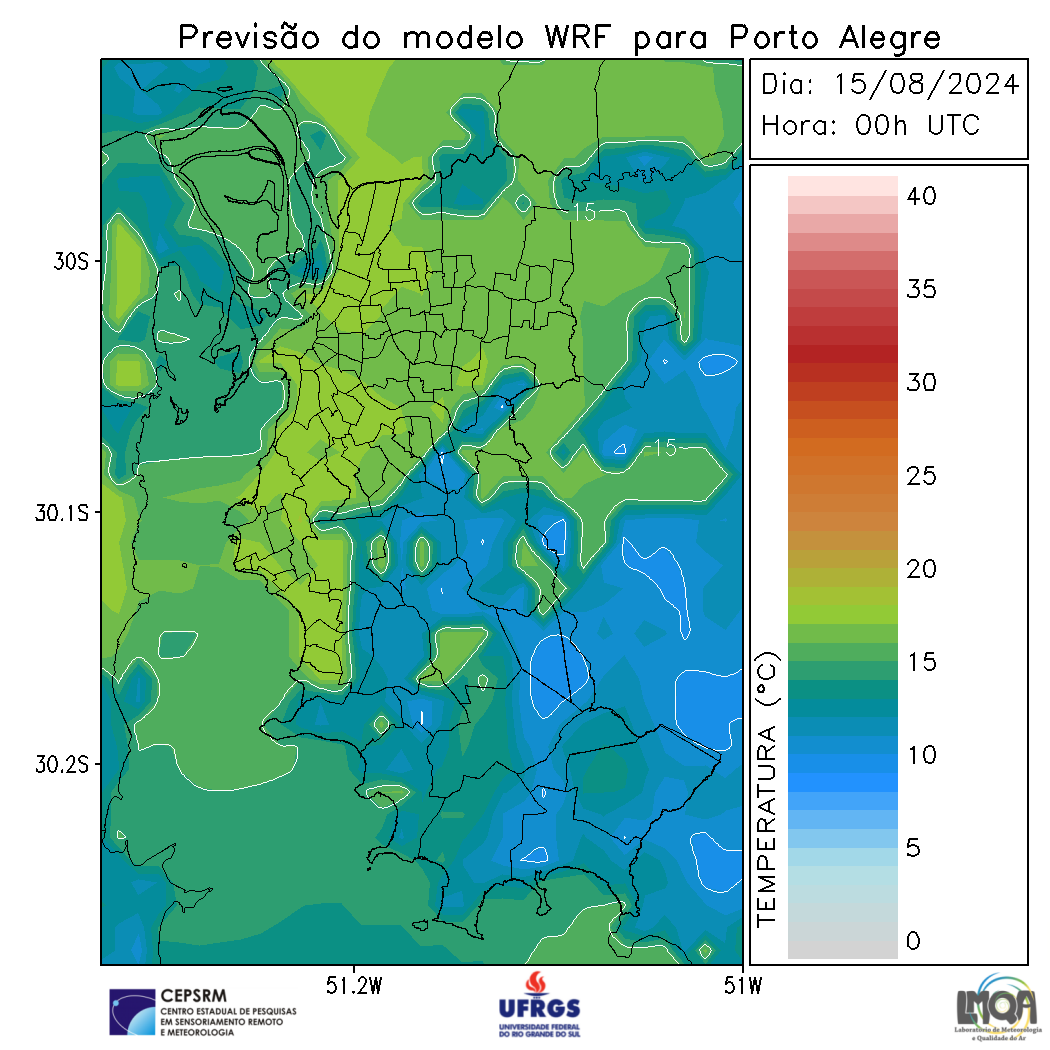 Previsão do modelo WRF para Porto Alegre
Dia: 15/08/2024
Hora: 00h UTC
40
35
30
25
20
15
10
5
0
TEMPERATURA (°C)
30S
30.1S
30.2S
51.2W
51W
15
15
CEPSRM
CENTRO ESTADUAL DE PESQUISAS
EM SENSORIAMENTO REMOTO
E METEOROLOGIA
UFRGS
UNIVERSIDADE FEDERAL
DO RIO GRANDE DO SUL
LMQA
Laboratório de Meteorologia
e Qualidade do Ar